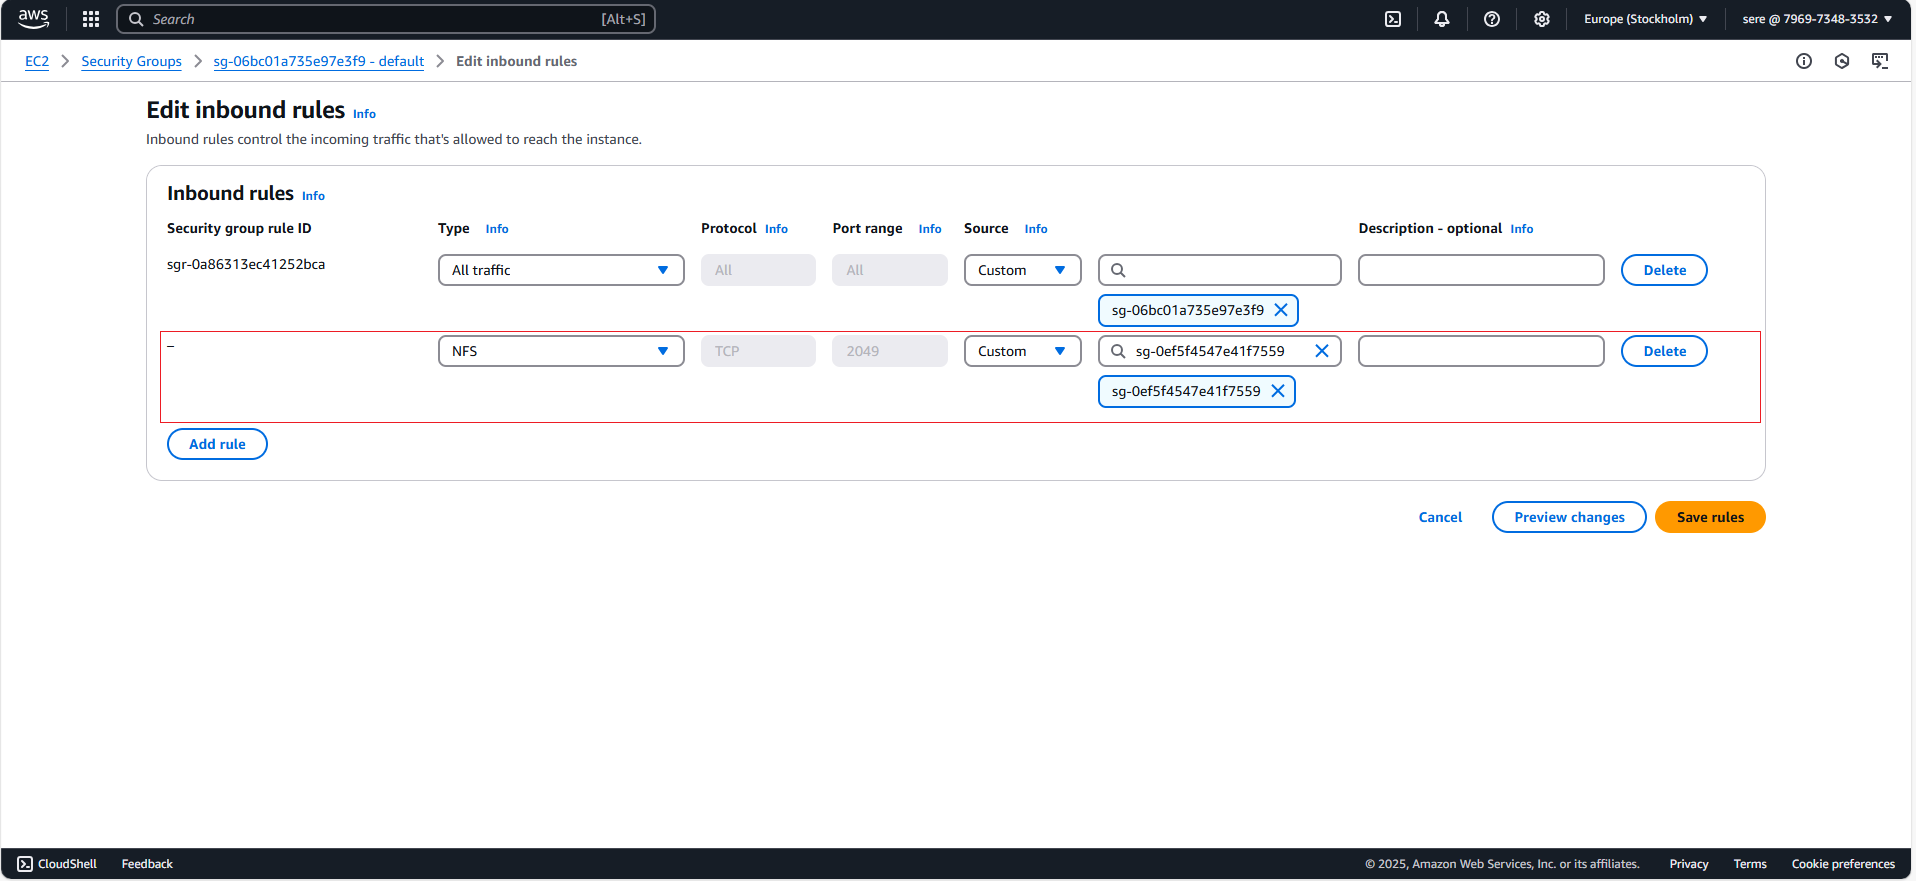 aws Search [Alt+S] Europe (Stockholm) sere @ 7969-7348-3532
EC2 Security Groups sg-06bc01a735e97e3f9 - default Edit inbound rules
Edit inbound rules Info
Inbound rules control the incoming traffic that's allowed to reach the instance.
Inbound rules Info
Security group rule ID Type Info Protocol Info Port range Info Source Info Description - optional Info
sgr-0a86313ec41252bca All traffic All All Custom Delete
sg-06bc01a735e97e3f9
– NFS TCP 2049 Custom sg-0ef5f4547e41f7559 Delete
sg-0ef5f4547e41f7559
Add rule
Cancel Preview changes Save rules
CloudShell Feedback © 2025, Amazon Web Services, Inc. or its affiliates. Privacy Terms Cookie preferences